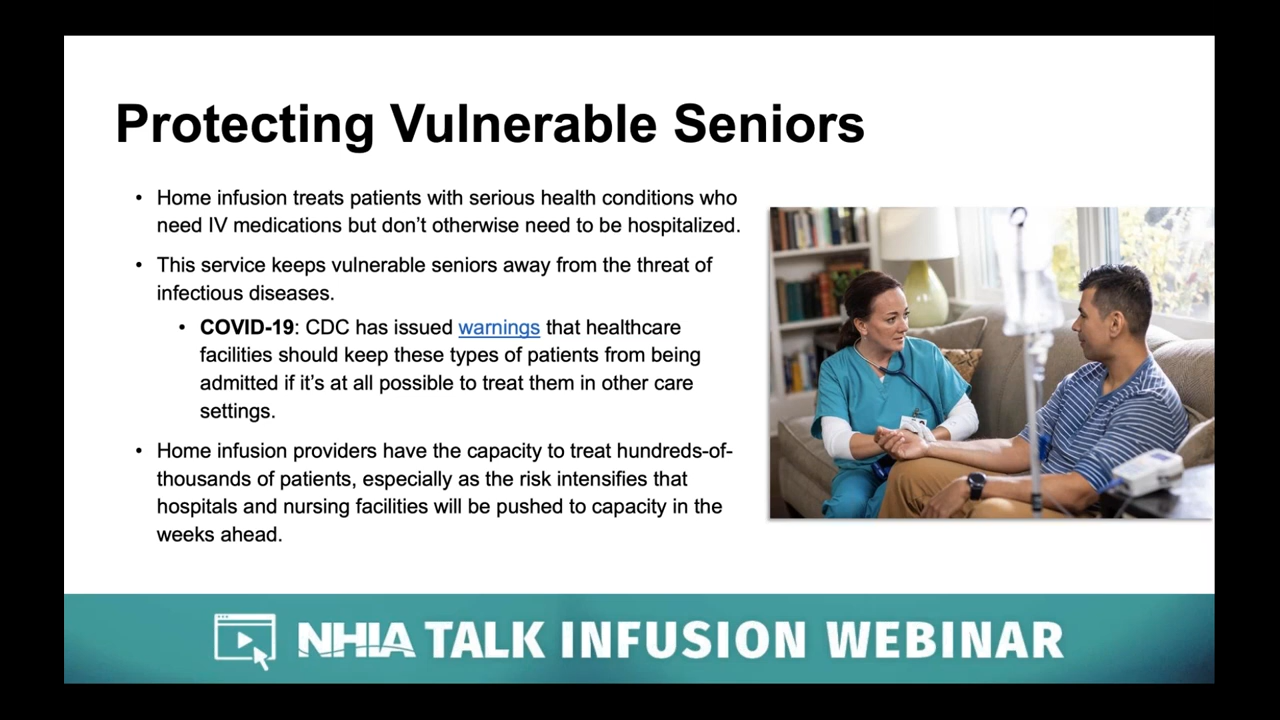 Protecting Vulnerable Seniors
• Home infusion treats patients with serious health conditions who
need IV medications but don’t otherwise need to be hospitalized.
• This service keeps vulnerable seniors away from the threat of
infectious diseases.
• COVID-19: CDC has issued warnings that healthcare
facilities should keep these types of patients from being
admitted if it’s at all possible to treat them in other care
settings.
• Home infusion providers have the capacity to treat hundreds-of-
thousands of patients, especially as the risk intensifies that
hospitals and nursing facilities will be pushed to capacity in the
weeks ahead.
NHIA TALK INFUSION WEBINAR